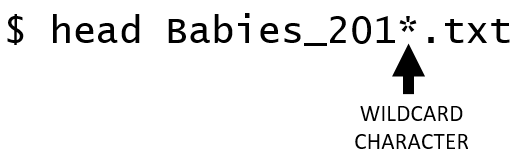 $ head Babies_201*.txt
WILDCARD
CHARACTER